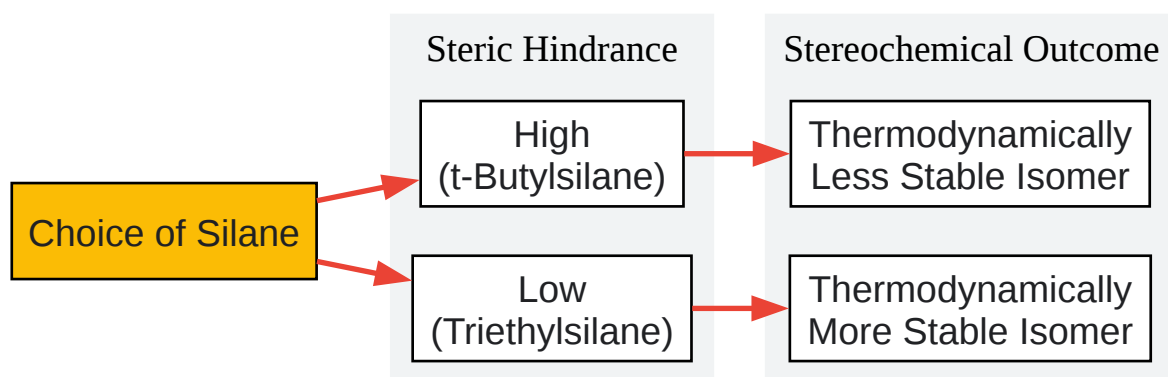 Steric Hindrance
Stereochemical Outcome
High
(t-Butylsilane)
Thermodynamically
Less Stable Isomer
Choice of Silane
Low
(Triethylsilane)
Thermodynamically
More Stable Isomer